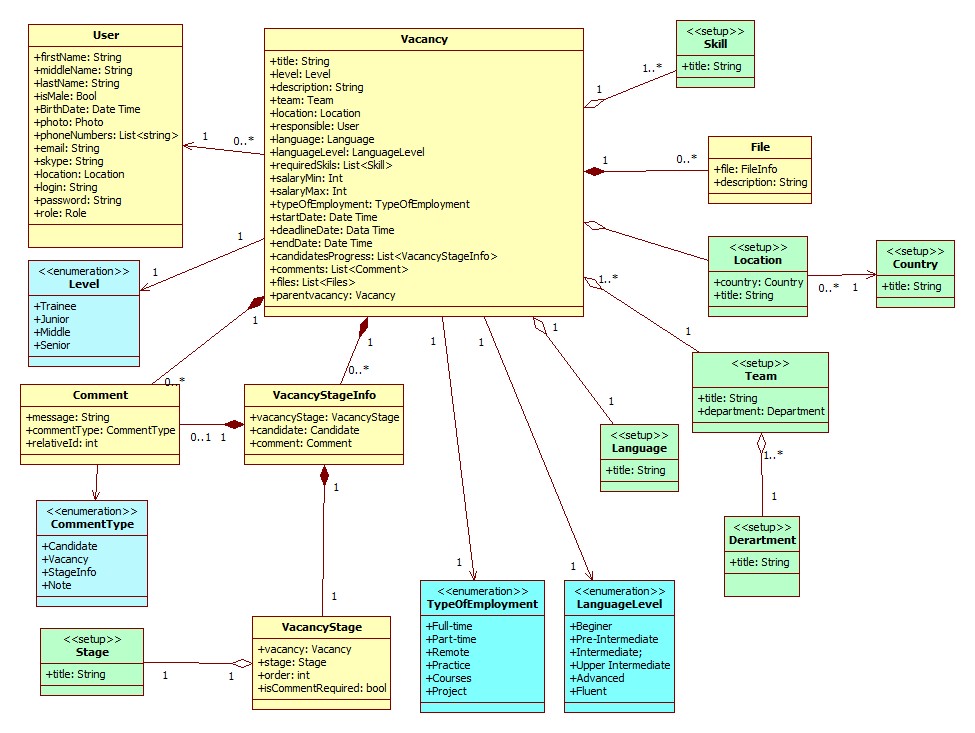 User
+firstName: String
+middleName: String
+lastName: String
+isMale: Bool
+BirthDate: Date Time
+photo: Photo
+phoneNumbers: List<string>
+email: String
+skype: String
+location: Location
+login: String
+password: String
+role: Role
1
0..*
Vacancy
+title: String
+level: Level
+description: String
+team: Team
+location: Location
+responsible: User
+language: Language
+languageLevel: LanguageLevel
+requiredSkils: List<Skill>
+salaryMin: Int
+salaryMax: Int
+typeOfEmployment: TypeOfEmployment
+startDate: Date Time
+deadlineDate: Data Time
+endDate: Date Time
+candidatesProgress: List<VacancyStageInfo>
+comments: List<Comment>
+files: List<Files>
+parentvacancy: Vacancy
1
1..*
<<setup>>
Skill
+title: String
1
0..*
File
+file: FileInfo
+description: String
<<setup>>
Location
+country: Country
+title: String
0..*
1
<<setup>>
Country
+title: String
1
1
<<enumeration>>
Level
+Trainee
+Junior
+Middle
+Senior
1
0..*
1
0..*
1
1
1
1..*
1
<<setup>>
Team
+title: String
+department: Department
1
<<setup>>
Language
+title: String
1..*
1
<<setup>>
Derartment
+title: String
Comment
+message: String
+commentType: CommentType
+relativeId: int
0..1
1
VacancyStageInfo
+vacancyStage: VacancyStage
+candidate: Candidate
+comment: Comment
1
1
<<enumeration>>
CommentType
+Candidate
+Vacancy
+StageInfo
+Note
1
<<enumeration>>
TypeOfEmployment
+Full-time
+Part-time
+Remote
+Practice
+Courses
+Project
1
<<enumeration>>
LanguageLevel
+Beginer
+Pre-Intermediate
+Intermediate;
+Upper Intermediate
+Advanced
+Fluent
<<setup>>
Stage
+title: String
1
1
VacancyStage
+vacancy: Vacancy
+stage: Stage
+order: int
+isCommentRequired: bool